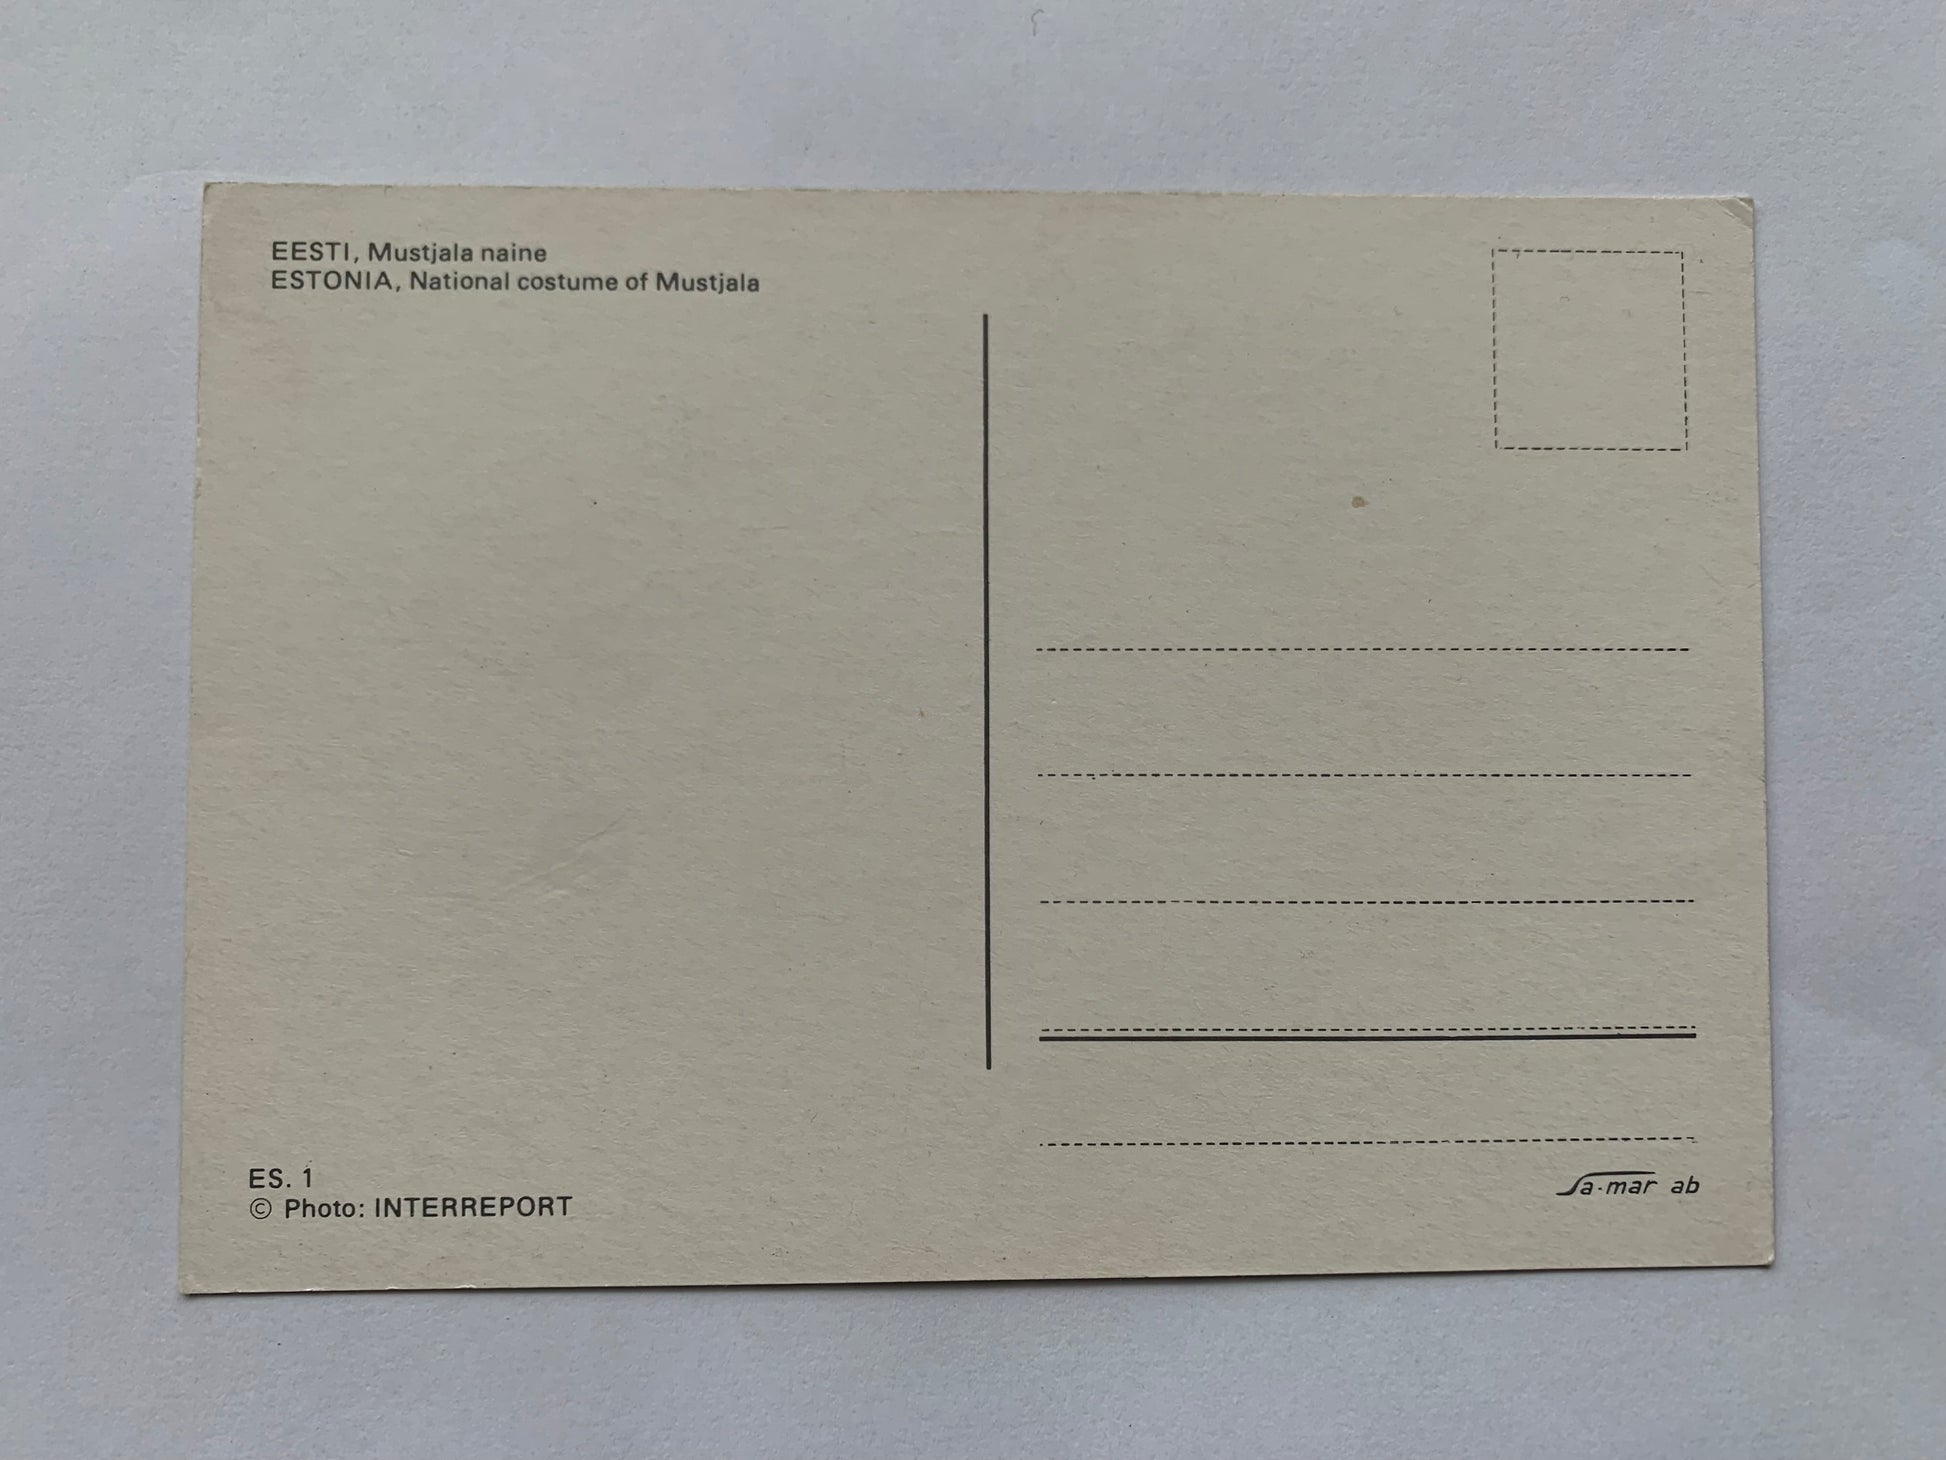 EESTI, Mustjala naine
ESTONIA, National costume of Mustjala
ES. 1
© Photo: INTERREPORT
Sa-mar ab